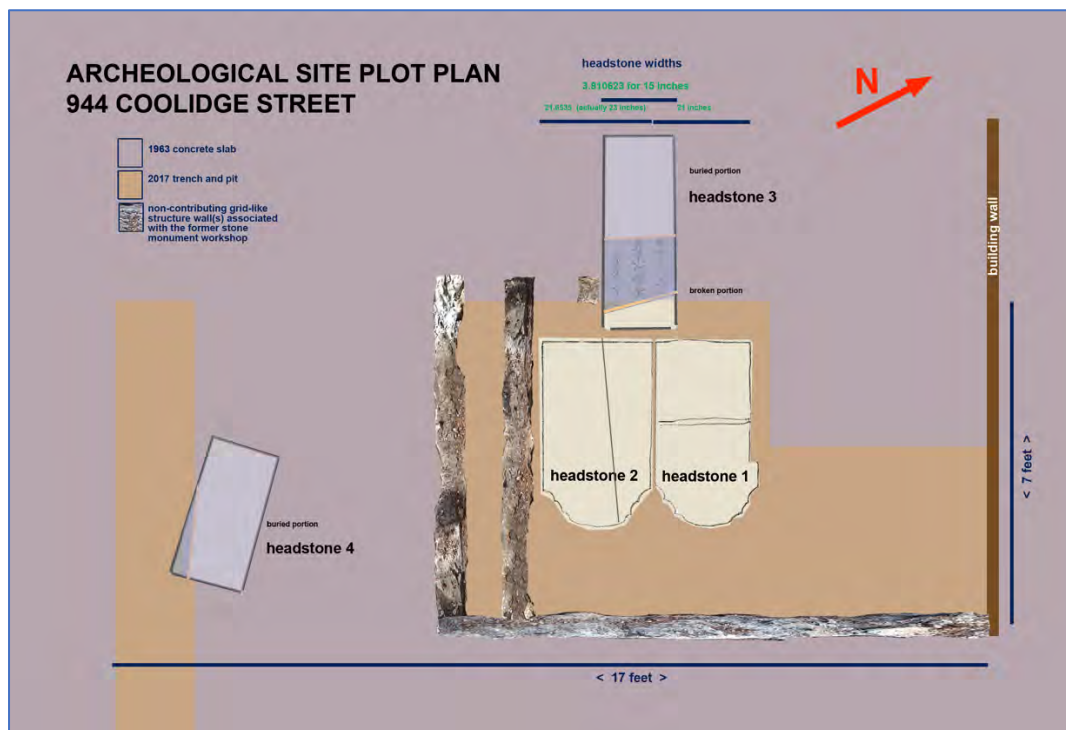 ARCHEOLOGICAL SITE PLOT PLAN
944 COOLIDGE STREET
1963 concrete slab
2017 trench and pit
non-contributing grid-like
structure wall(s) associated
with the former stone
monument workshop
headstone widths
3.910623 for 15 inches
(actually 23 inches)
21 inches
N
buried portion
headstone 3
broken portion
building wall
headstone 2
headstone 1
buried portion
headstone 4
< 7 feet >
< 17 feet >